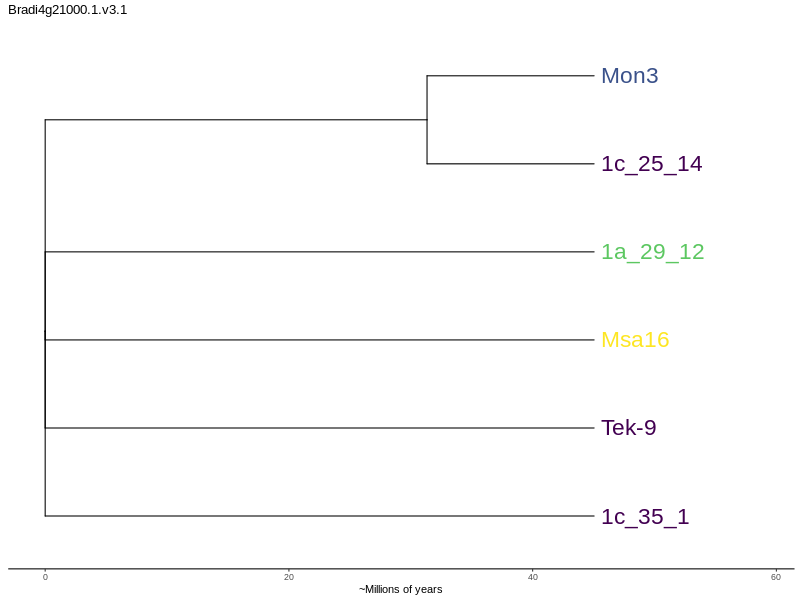 Bradi4g21000.1.v3.1
Mon3
1c_25_14
1a_29_12
Msa16
Tek-9
1c_35_1
0 20 40 60
~Millions of years